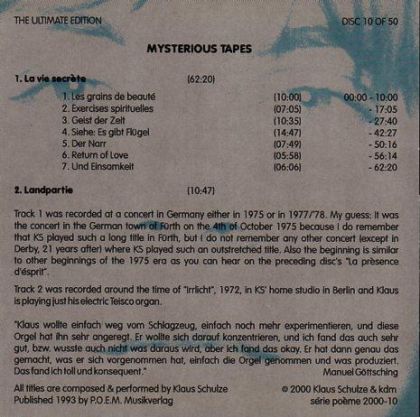 THE ULTIMATE EDITION DISC 10 OF 50
MYSTERIOUS TAPES
1. La vie secrète (62:20)
1. Les grains de beauté (10:00) 00:00 - 10:00
2. Exercises spirituelles (07:05) - 17:05
3. Geist der Zeit (10:35) - 27:40
4. Siehe: Es gibt Flügel (14:47) - 42:27
5. Der Narr (07:49) - 50:16
6. Return of Love (05:58) - 56:14
7. Und Einsamkeit (06:06) - 62:20
2. Landpartie (10:47)
Track 1 was recorded at a concert in Germany either in 1975 or in 1977/78. My guess: It was
the concert in the German town of Fürth on the 4th of October 1975 because I do remember
that KS played such a long title in Fürth, but I do not remember any other concert (except in
Derby, 21 years after) where KS played such an outstretched title. Also the beginning is similar
to other beginnings of the 1975 era as you can hear on the preceding disc's "La prèsence
d'ésprit".
Track 2 was recorded around the time of "Irrlicht", 1972, in KS' home studio in Berlin and Klaus
is playing just his electric Teisco organ.
"Klaus wollte einfach weg vom Schlagzeug, einfach noch mehr experimentieren, und diese
Orgel hat ihn sehr angeregt. Er wollte sich darauf konzentrieren, und ich fand das auch sehr
gut, bzw. wusste auch nicht was daraus wird, aber ich fand das okay. Er hat dann genau das
gemacht, was er sich vorgenommen hat, einfach die Orgel genommen und was produziert.
Das fand ich toll und konsequent." Manuel Göttsching
All titles are composed & performed by Klaus Schulze © 2000 Klaus Schulze & kdm
Published 1993 by P.O.E.M. Musikverlag série poème 2000-10